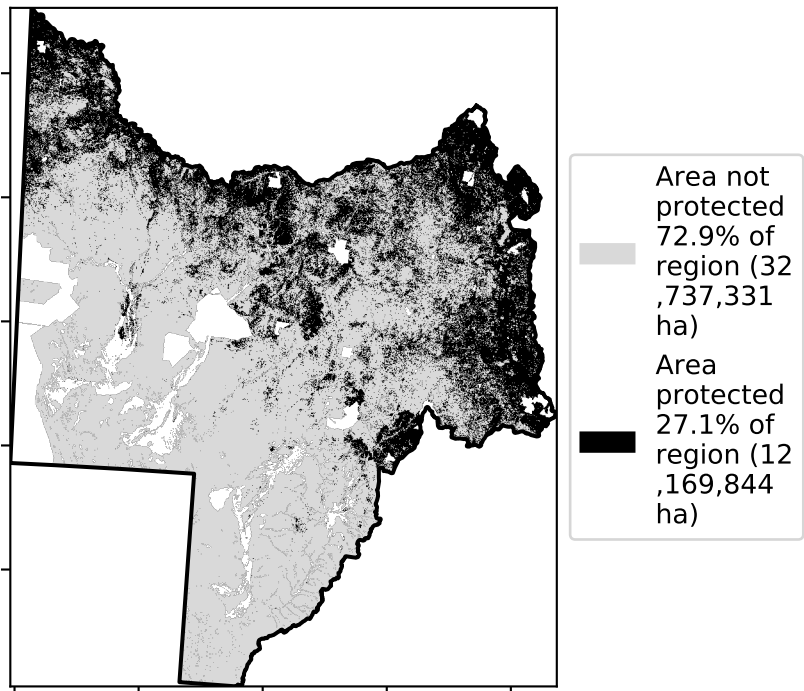 Area not
protected
72.9% of
region (32
,737,331
ha)
Area
protected
27.1% of
region (12
,169,844
ha)